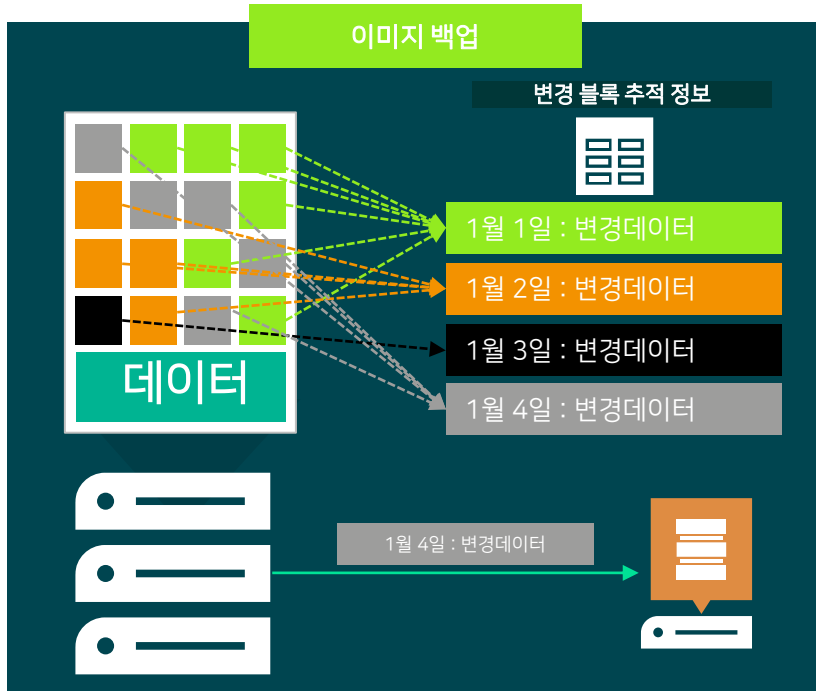 이미지 백업
변경 블록 추적 정보
1월 1일 : 변경데이터
1월 2일 : 변경데이터
1월 3일 : 변경데이터
1월 4일 : 변경데이터
데이터
1월 4일 : 변경데이터